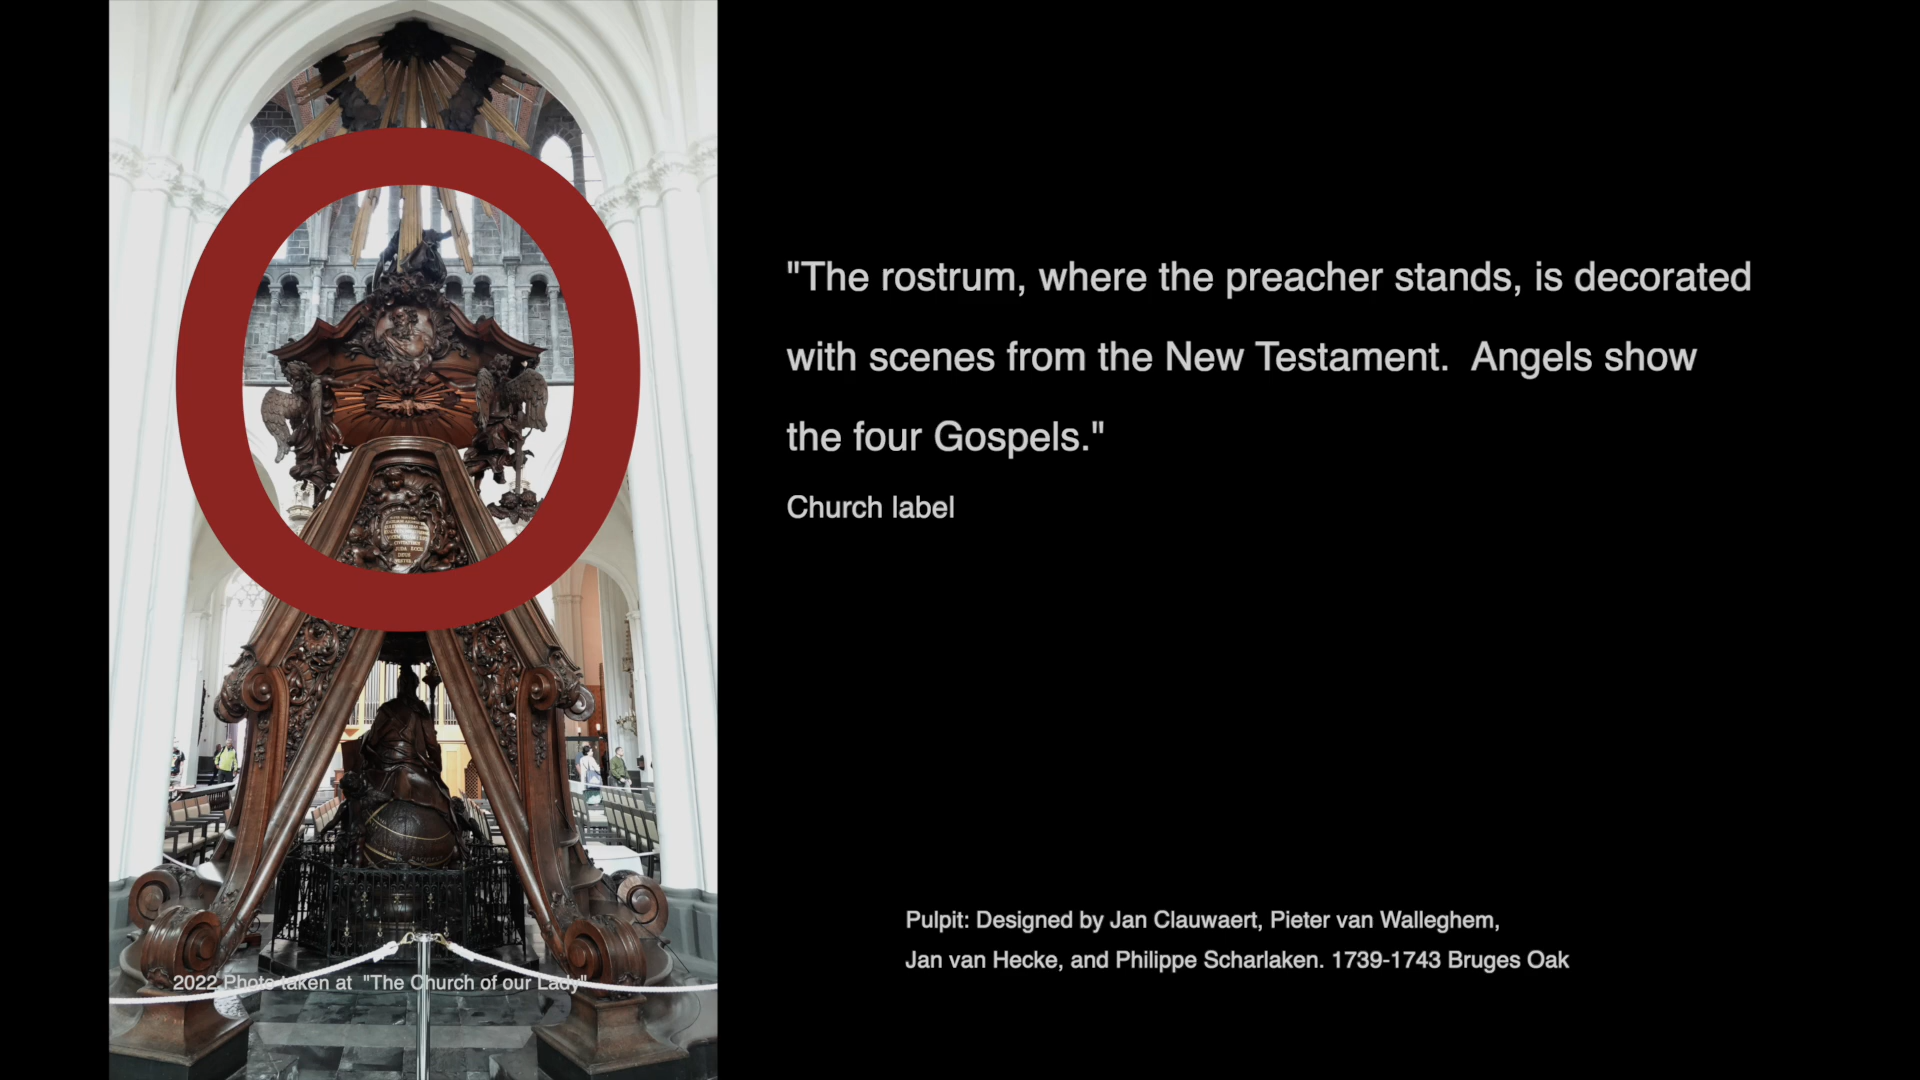 "The rostrum, where the preacher stands, is decorated
with scenes from the New Testament.  Angels show
the four Gospels."
Church label
Pulpit: Designed by Jan Clauwaert, Pieter van Walleghem,
Jan van Hecke, and Philippe Scharlaken. 1739-1743 Bruges Oak
2022 Photo taken at  "The Church of our Lady"